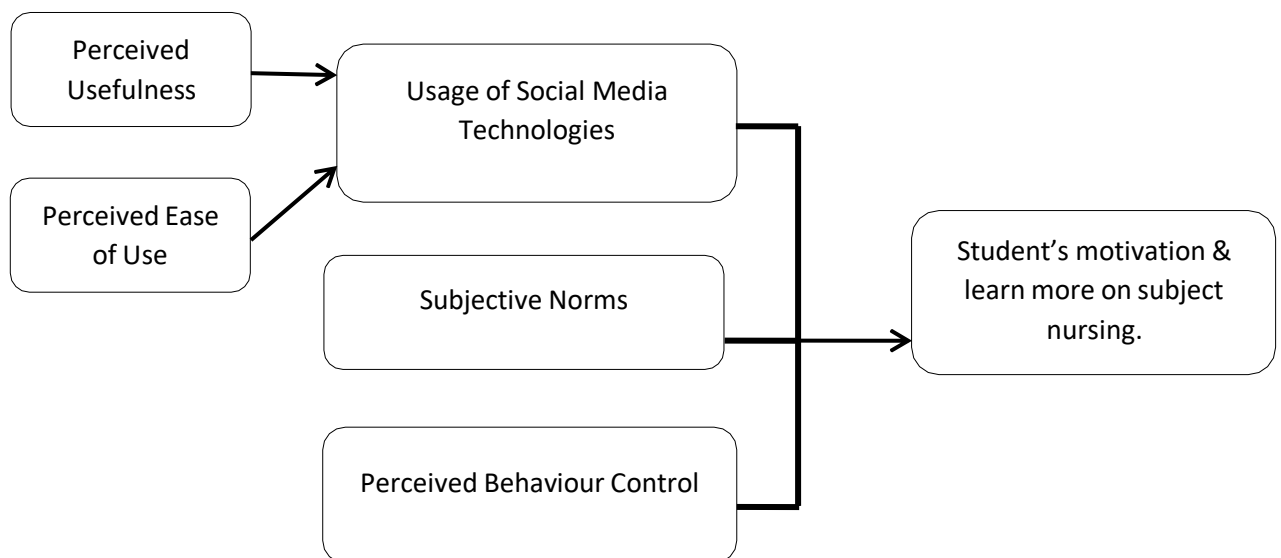 Perceived
Usefulness
Usage of Social Media
Technologies
Perceived Ease
of Use
Subjective Norms
Student’s motivation &
learn more on subject
nursing.
Perceived Behaviour Control